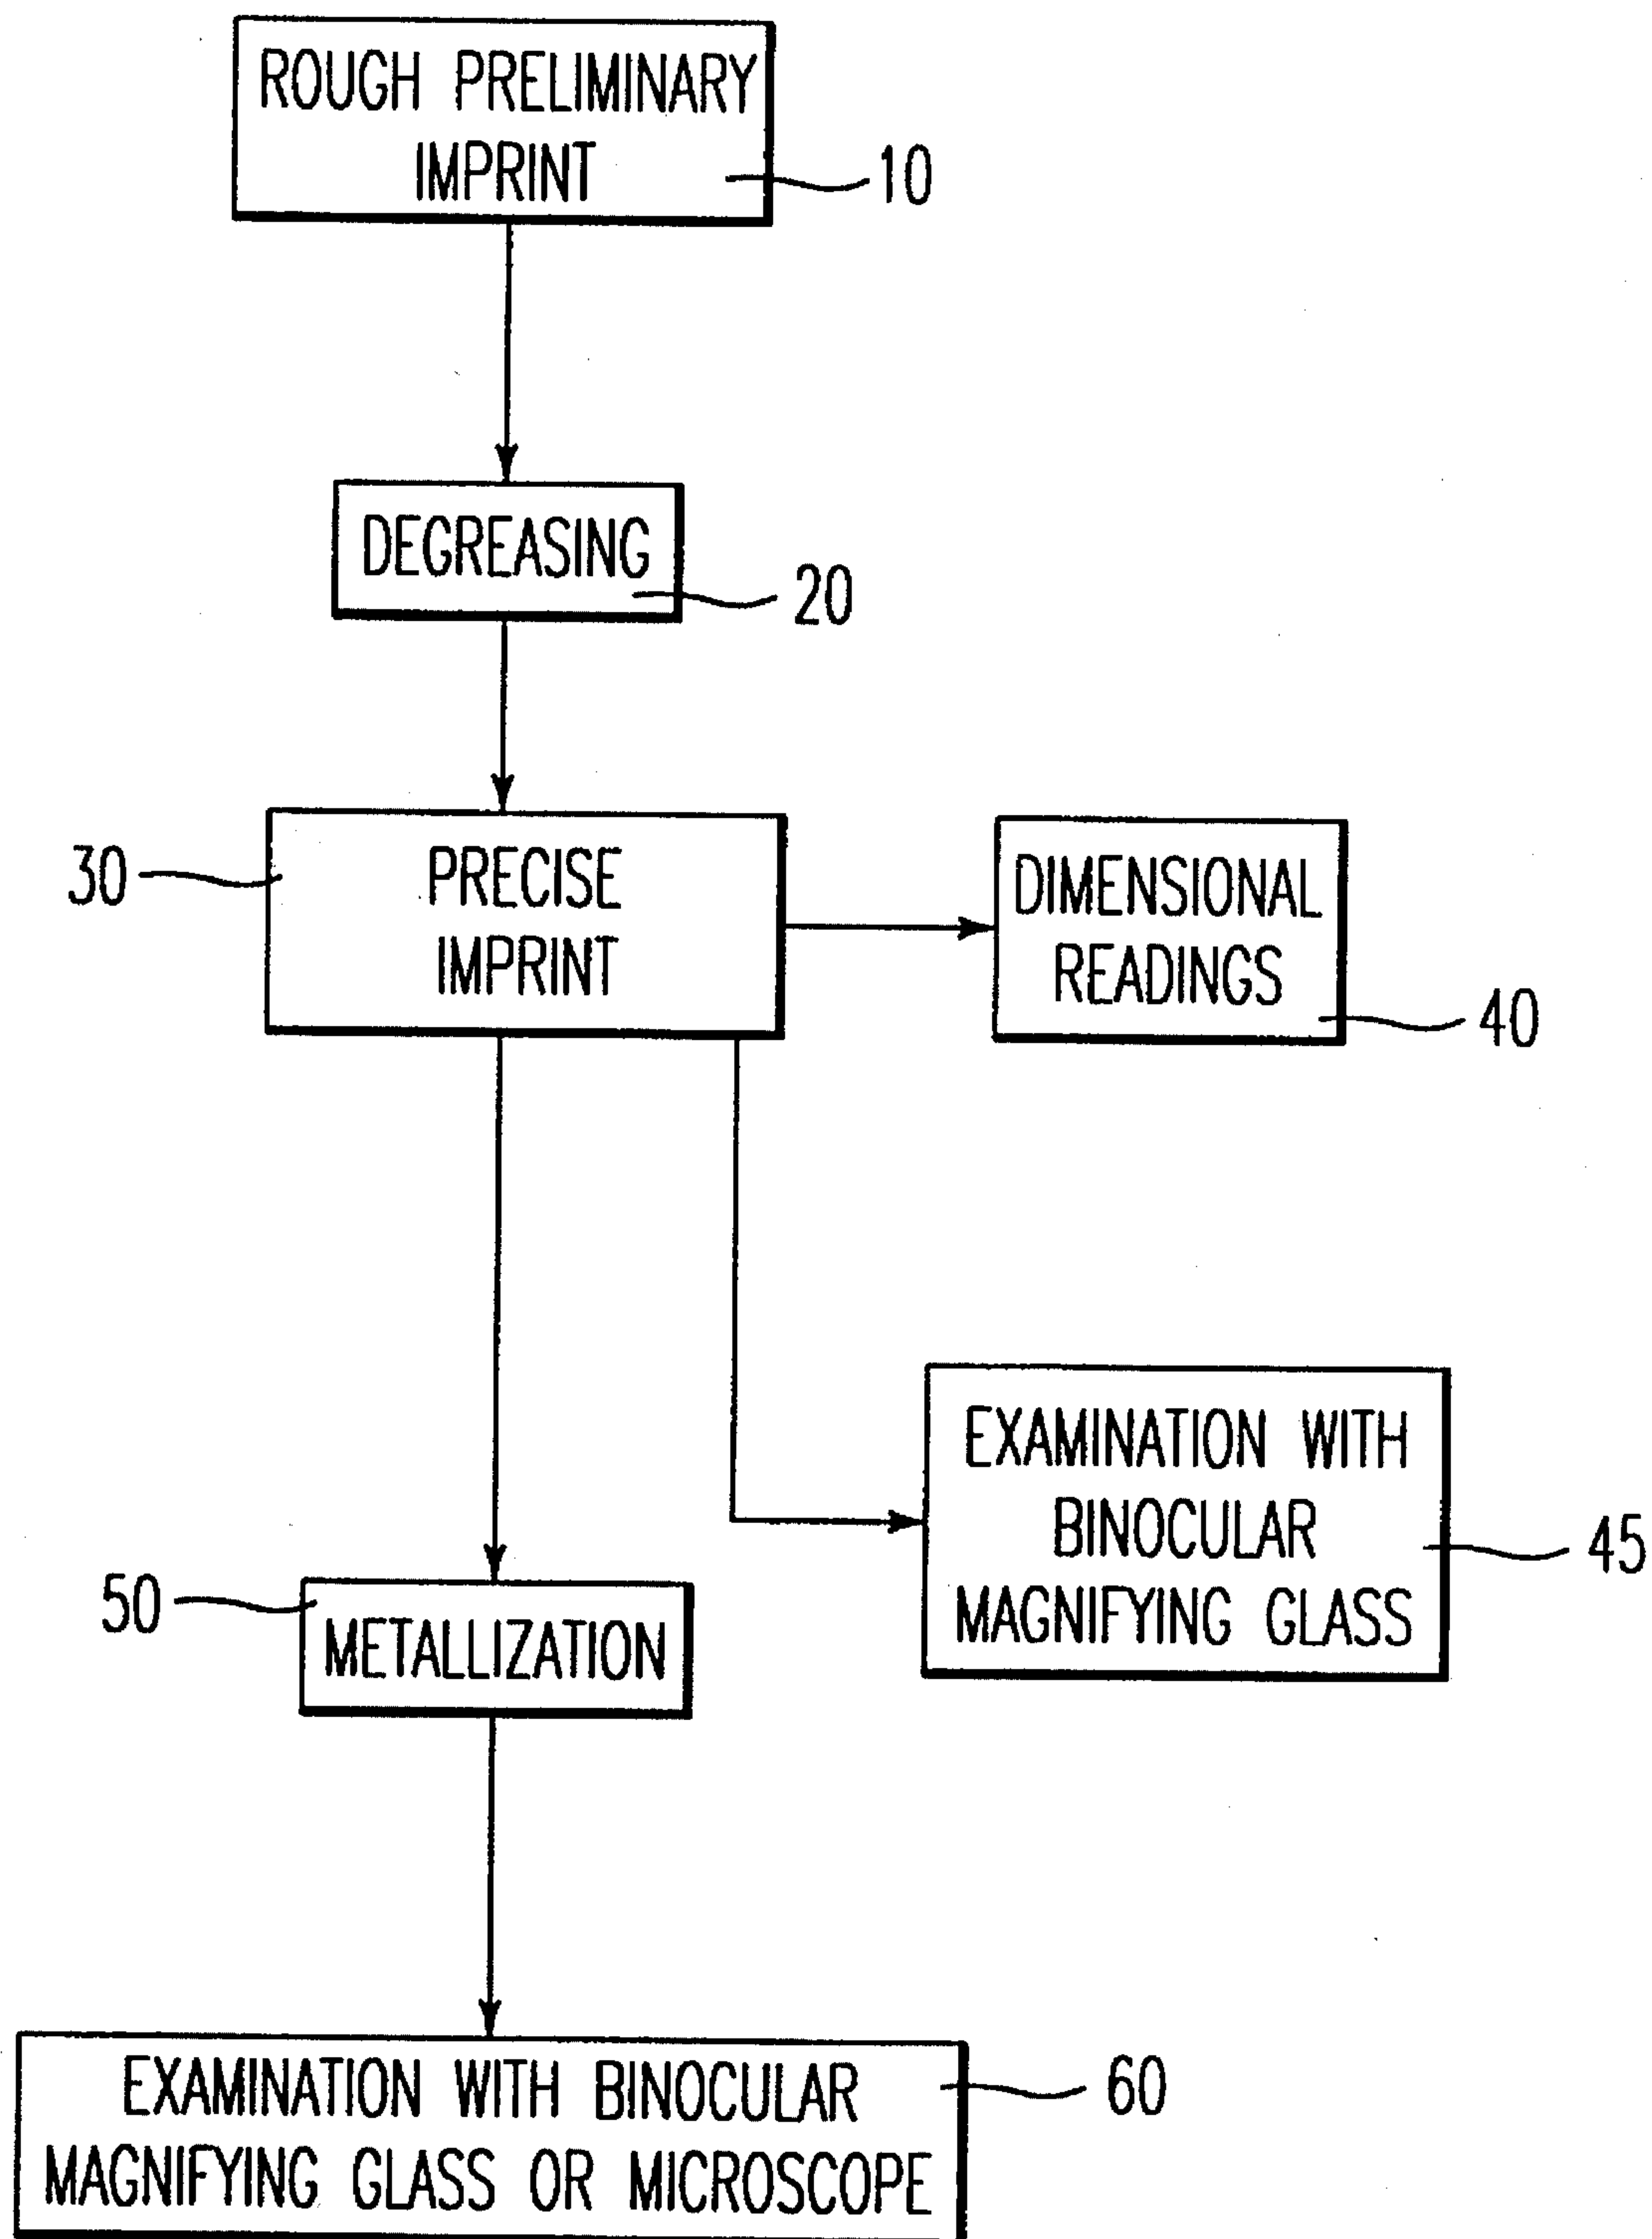 ROUGH PRELIMINARY
IMPRINT
10
DEGREASING
20
30
PRECISE
IMPRINT
DIMENSIONAL
READINGS
40
EXAMINATION WITH
BINOCULAR
MAGNIFYING GLASS
45
50
METALLIZATION
EXAMINATION WITH BINOCULAR
MAGNIFYING GLASS OR MICROSCOPE
60